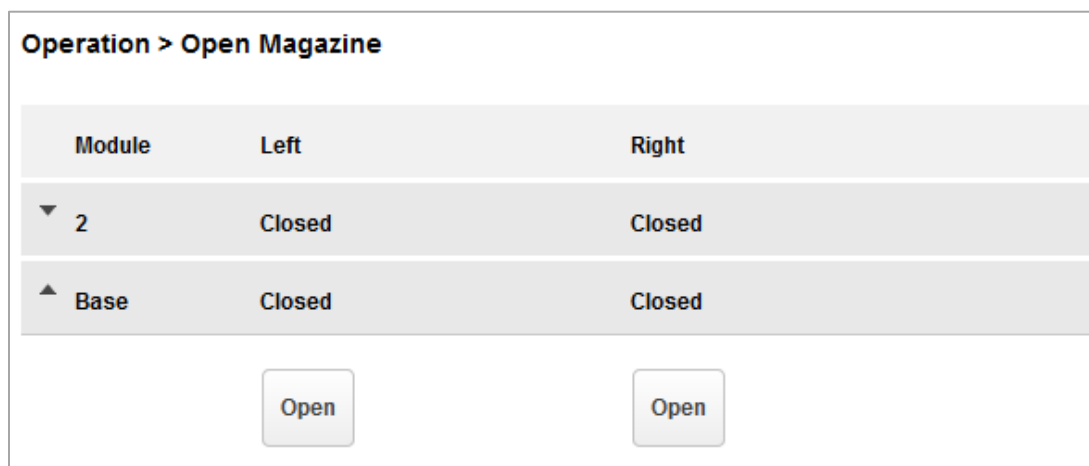 Operation > Open Magazine
Module Left Right
2 Closed Closed
Base Closed Closed
Open Open